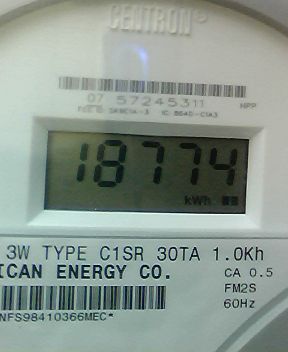 CENTRON®
07 57245311 HPP
18774
kWh
3W TYPE C1SR 30TA 1.0Kh
ICAN ENERGY CO. CA 0.5
FM2S
60Hz
NFS98410366MEC*